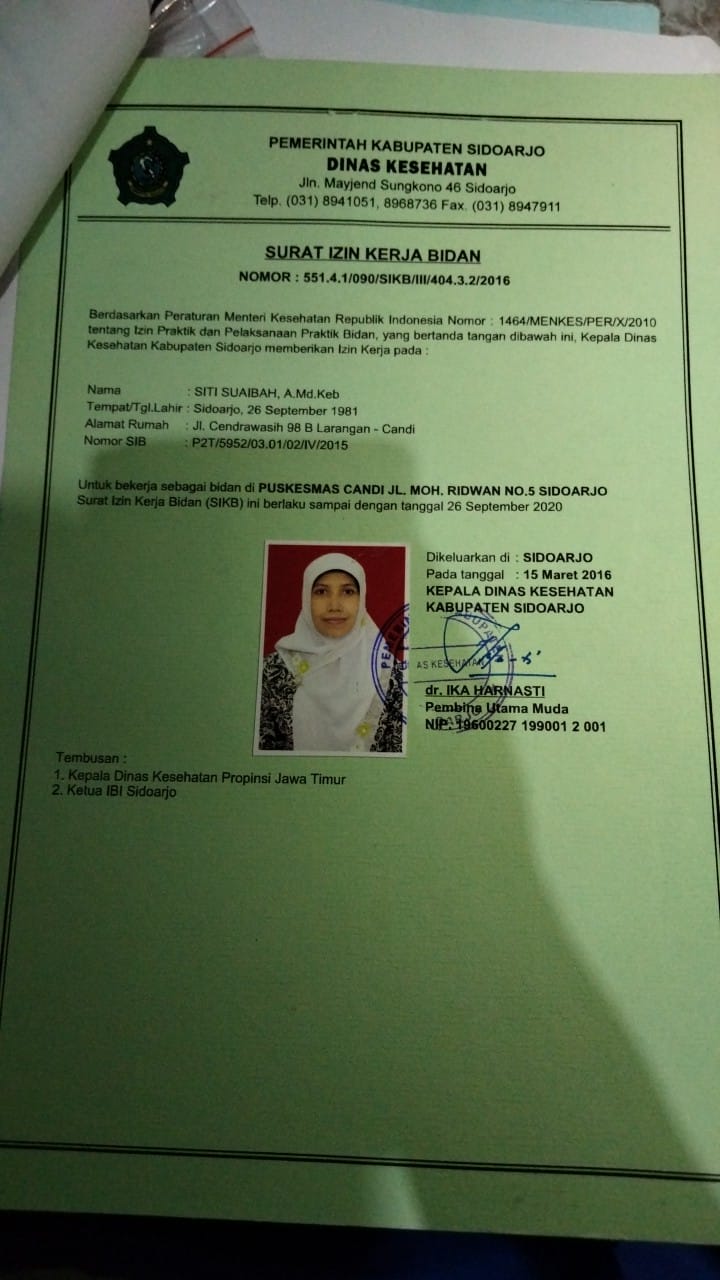 PEMERINTAH KABUPATEN SIDOARJO
DINAS KESEHATAN
Jln. Mayjend Sungkono 46 Sidoarjo
Telp. (031) 8941051, 8968736 Fax. (031) 8947911
SURAT IZIN KERJA BIDAN
NOMOR : 551.4.1/090/SIKB/III/404.3.2/2016
Berdasarkan Peraturan Menteri Kesehatan Republik Indonesia Nomor : 1464/MENKES/PER/X/2010
tentang Izin Praktik dan Pelaksanaan Praktik Bidan, yang bertanda tangan dibawah ini, Kepala Dinas
Kesehatan Kabupaten Sidoarjo memberikan Izin Kerja pada :
Nama : SITI SUAIBAH, A.Md.Keb
Tempat/Tgl.Lahir : Sidoarjo, 26 September 1981
Alamat Rumah : Jl. Cendrawasih 98 B Larangan - Candi
Nomor SIB : P2T/5952/03.01/02/IV/2015
Untuk bekerja sebagai bidan di PUSKESMAS CANDI JL. MOH. RIDWAN NO.5 SIDOARJO
Surat Izin Kerja Bidan (SIKB) ini berlaku sampai dengan tanggal 26 September 2020
Dikeluarkan di : SIDOARJO
Pada tanggal : 15 Maret 2016
KEPALA DINAS KESEHATAN
KABUPATEN SIDOARJO
AS KESEHATA
dr. IKA HARNASTI
Pembina Utama Muda
NIP. 19600227 199001 2 001
Tembusan :
1. Kepala Dinas Kesehatan Propinsi Jawa Timur
2. Ketua IBI Sidoarjo